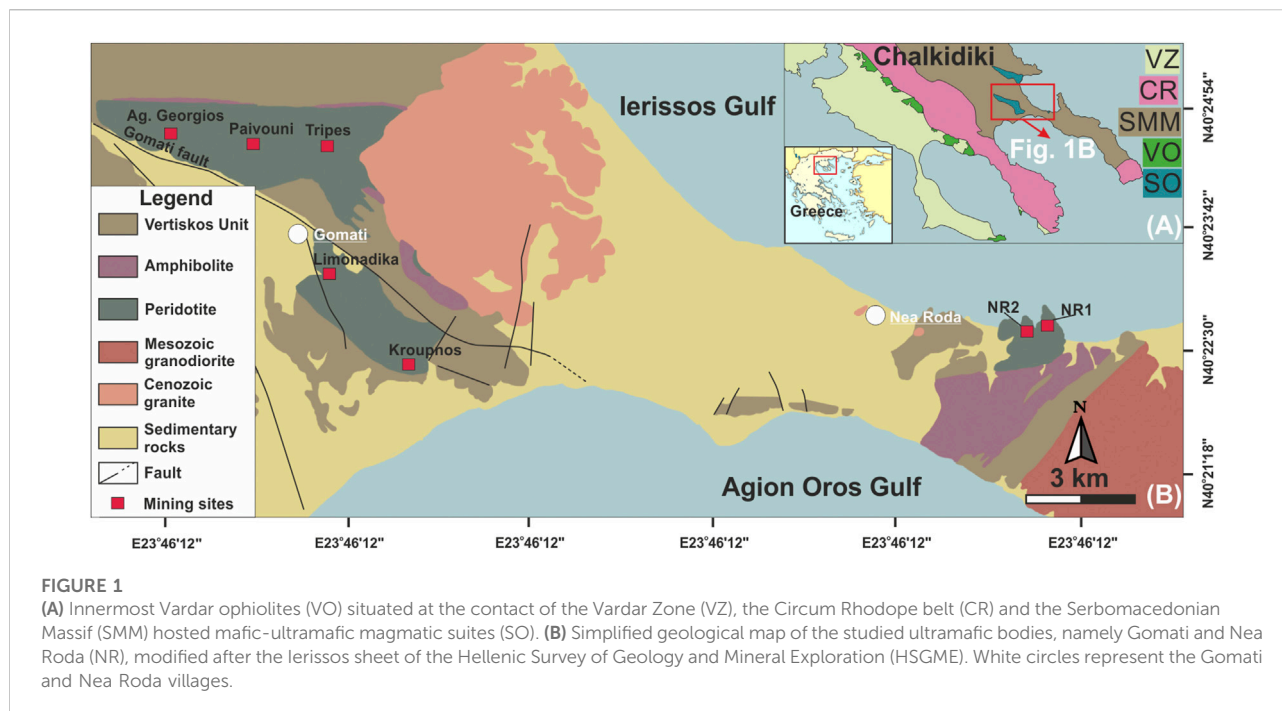 Chalkidiki
VZ
CR
SMM
VO
SO
Fig. 1B
(A)
Greece
Ierissos Gulf
Ag. Georgios
Paivouni
Tripes
Gomati fault
Gomati
Limonadika
Kroupnos
Nea Roda
NR2
NR1
Agion Oros Gulf
N
3 km
(B)
Legend
Vertiskos Unit
Amphibolite
Peridotite
Mesozoic
granodiorite
Cenozoic
granite
Sedimentary
rocks
Fault
Mining sites
N40°24'54"
N40°23'42"
N40°22'30"
N40°21'18"
E23°46'12"
E23°46'12"
E23°46'12"
E23°46'12"
E23°46'12"
E23°46'12"
FIGURE 1
(A) Innermost Vardar ophiolites (VO) situated at the contact of the Vardar Zone (VZ), the Circum Rhodope belt (CR) and the Serbomacedonian
Massif (SMM) hosted mafic-ultramafic magmatic suites (SO). (B) Simplified geological map of the studied ultramafic bodies, namely Gomati and Nea
Roda (NR), modified after the Ierissos sheet of the Hellenic Survey of Geology and Mineral Exploration (HSGME). White circles represent the Gomati
and Nea Roda villages.